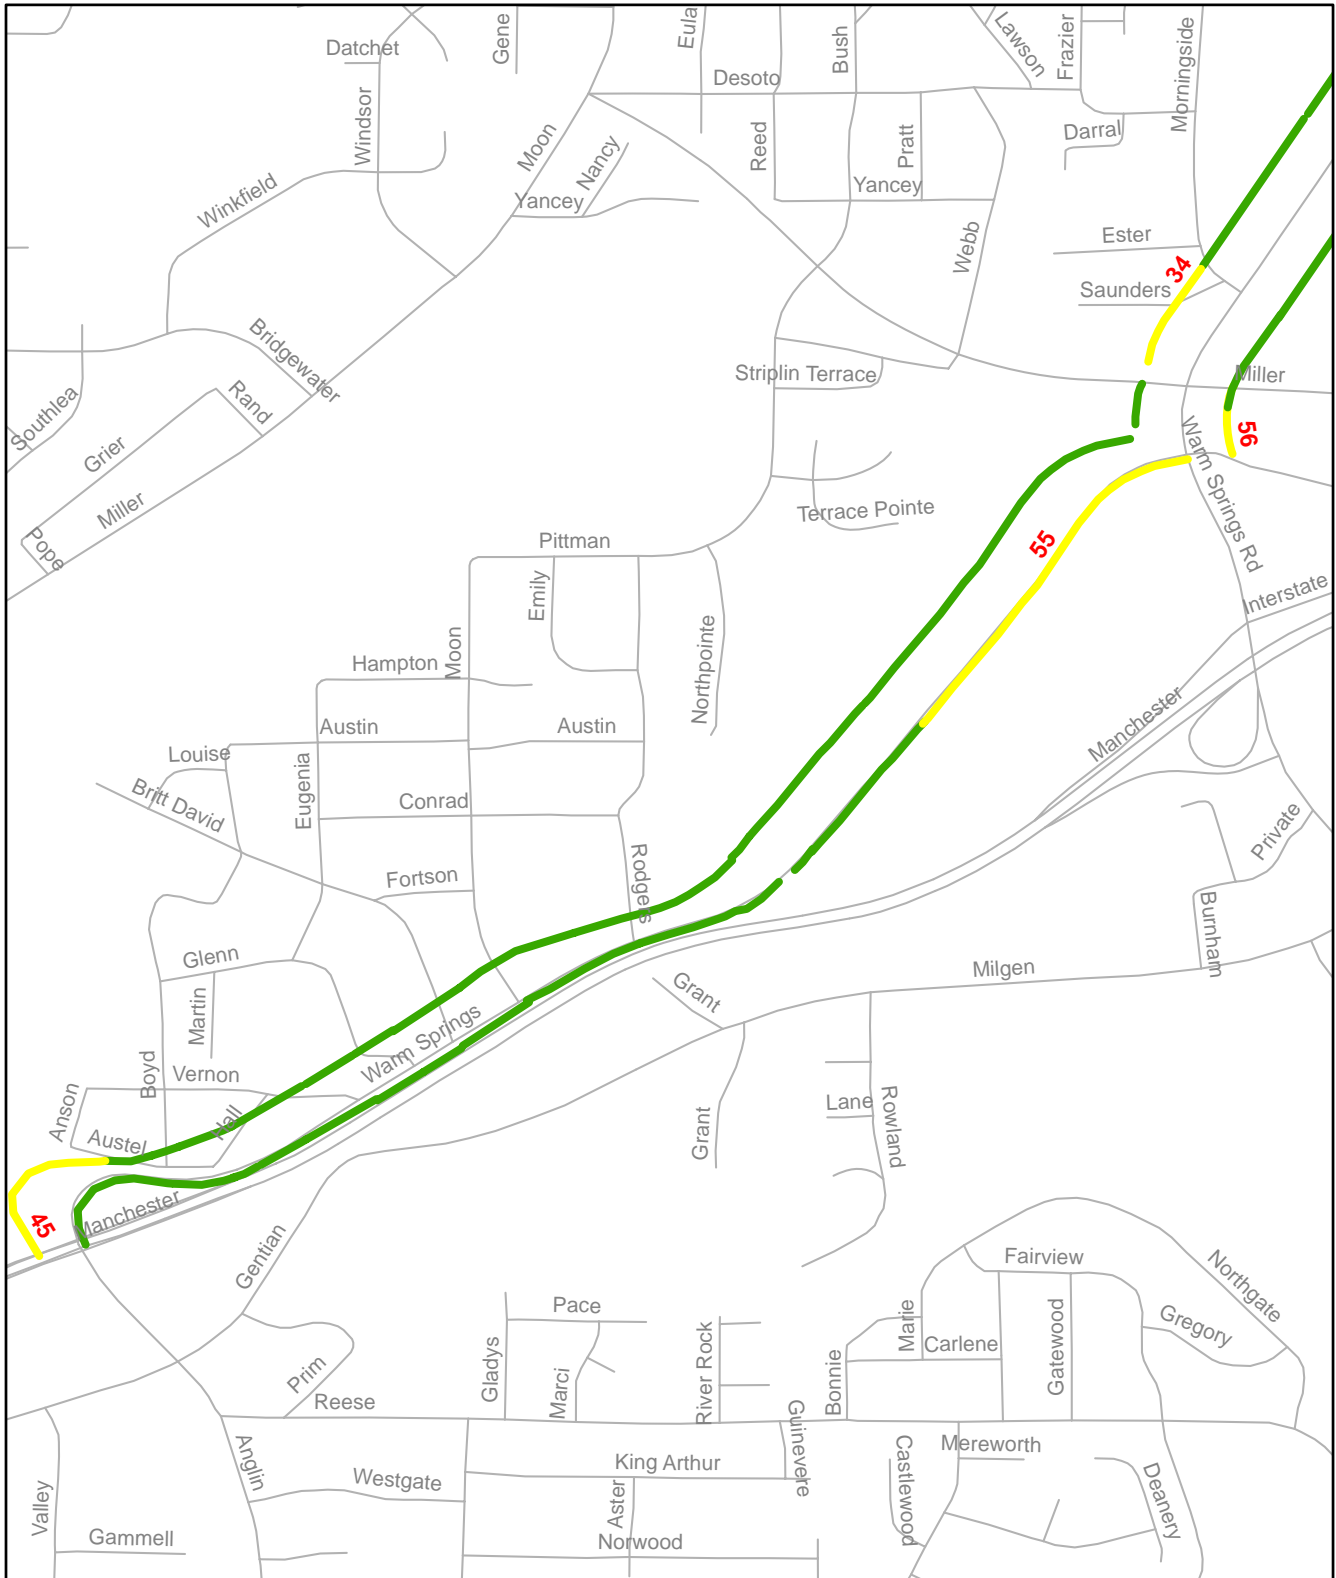 Datchet
Gene
Eula
Bush
Lawson
Frazier
Morningside
Desoto
Windsor
Moon
Nancy
Reed
Pratt
Darral
Winkfield
Yancey
Yancey
Webb
Ester
34
Saunders
Bridgewater
Striplin Terrace
Miller
Southlea
Rand
Grier
56
Warm Springs Rd
Miller
Terrace Pointe
Pope
Pittman
55
Emily
Interstate
Moon
Hampton
Northpointe
Manchester
Austin
Austin
Louise
Britt David
Eugenia
Conrad
Private
Rodgers
Fortson
Burnham
Glenn
Milgen
Grant
Martin
Warm Springs
Boyd
Vernon
Anson
Hall
Lane
Rowland
Austel
Grant
Manchester
45
Gentian
Fairview
Northgate
Pace
Marie
Gregory
River Rock
Gladys
Carlene
Gatewood
Prim
Marci
Bonnie
Reese
Guinevere
Anglin
Mereworth
King Arthur
Castlewood
Westgate
Deanery
Valley
Aster
Gammell
Norwood